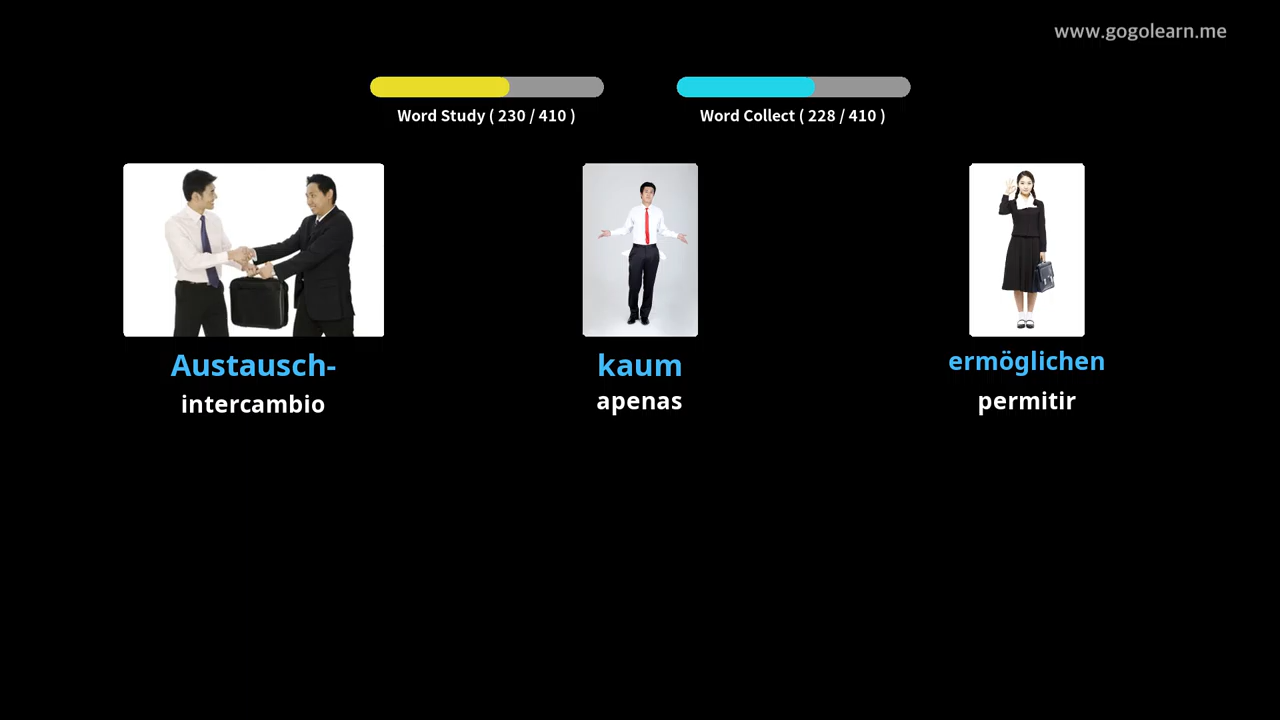 www.gogolearn.me
Word Study ( 230 / 410 )
Word Collect ( 228 / 410 )
Austausch-
intercambio
kaum
apenas
ermöglichen
permitir